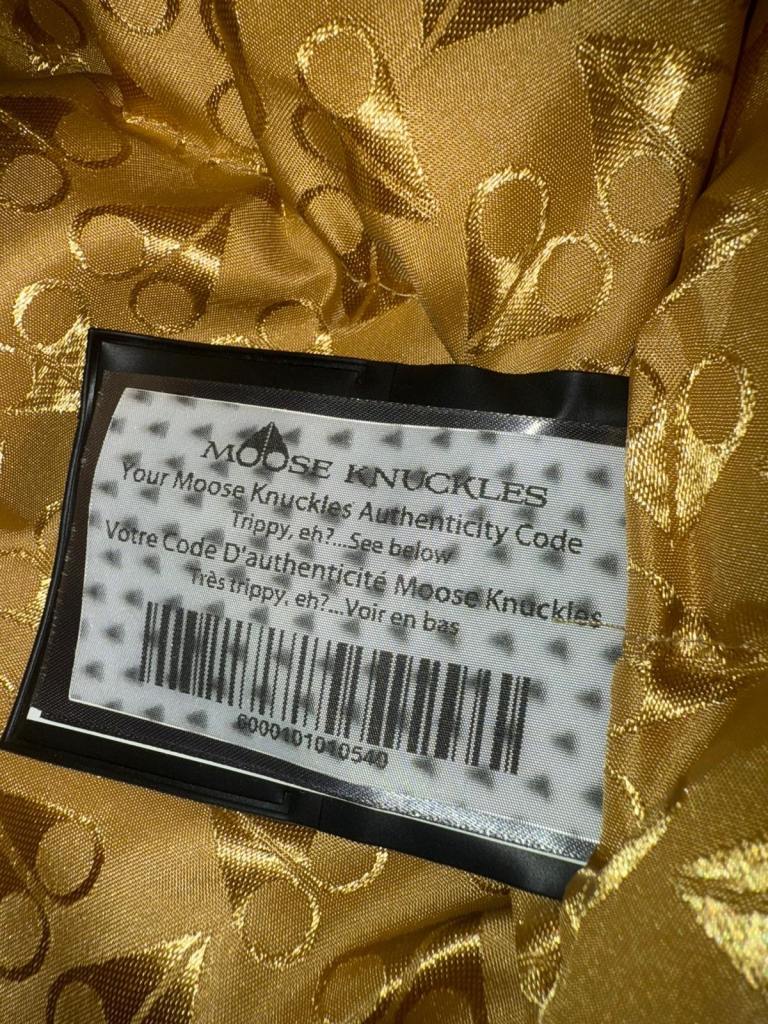 MOOSE KNUCKLES
Your Moose Knuckles Authenticity Code
Trippy, eh?...See below
Votre Code D'authenticité Moose Knuckles
Très trippy, eh?...Voir en bas
6000101010540